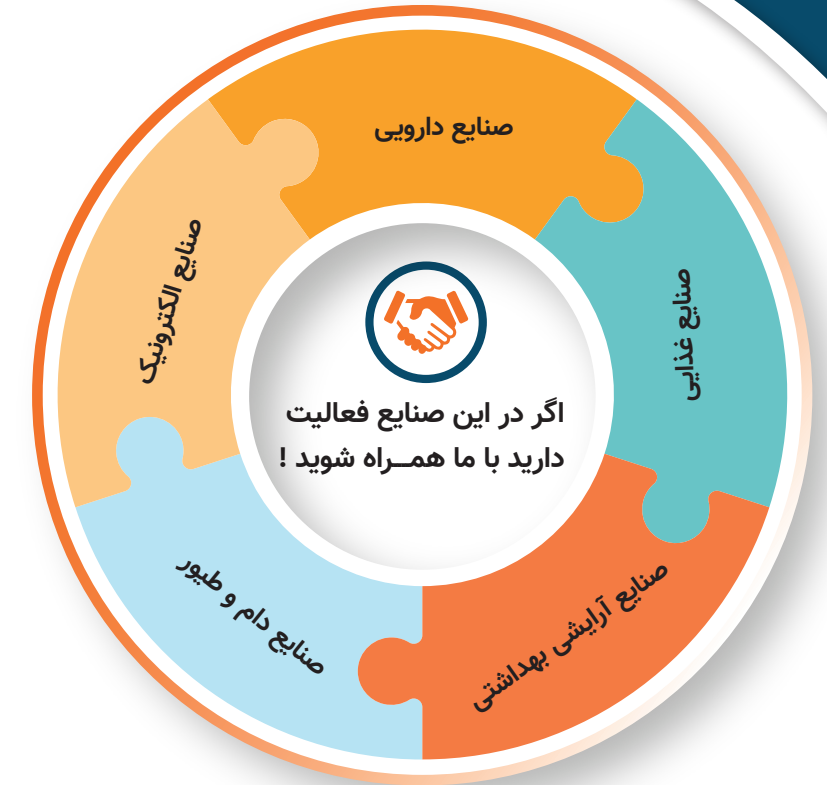 صنایع دارویی
صنایع غذایی
صنایع آرایشی بهداشتی
صنایع دام و طیور
صنایع الکترونیک
اگر در این صنایع فعالیت
دارید با ما همــراه شوید !